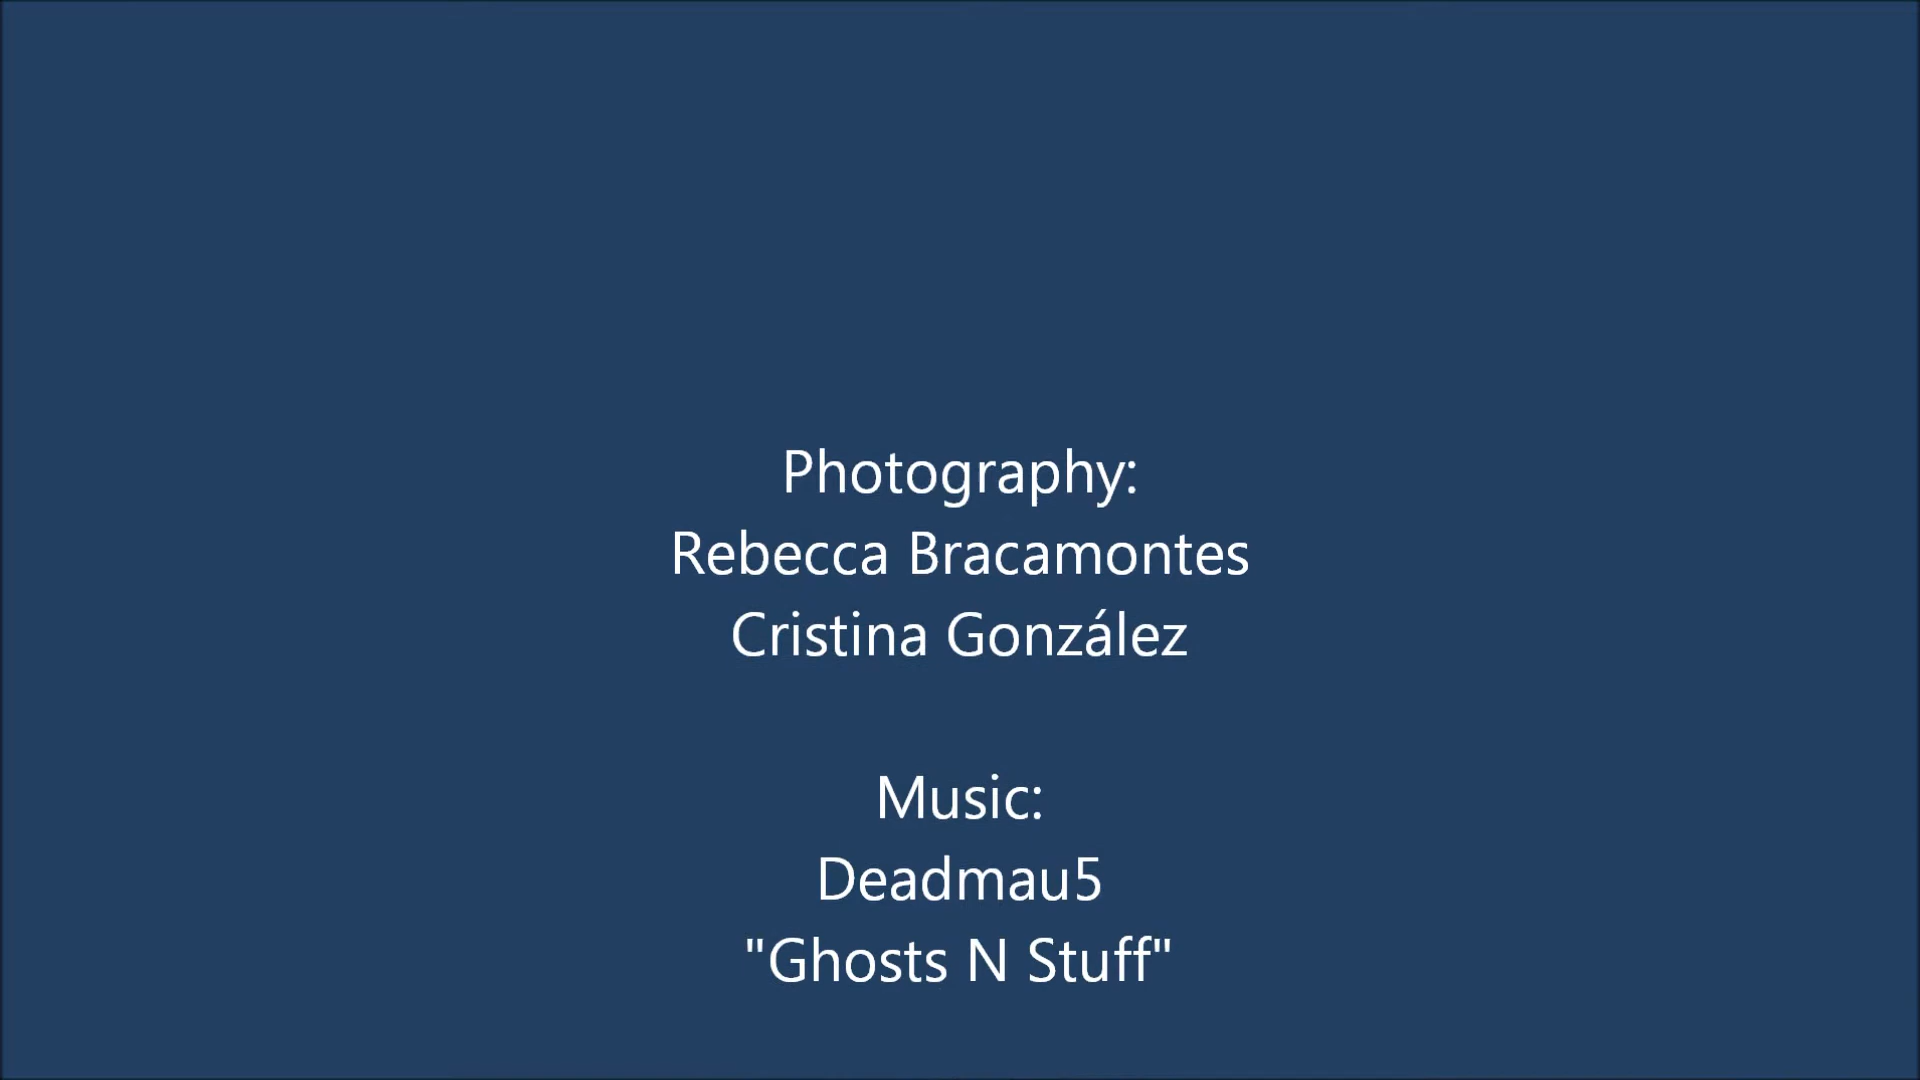 Photography:
Rebecca Bracamontes
Cristina González
Music:
Deadmau5
"Ghosts N Stuff"